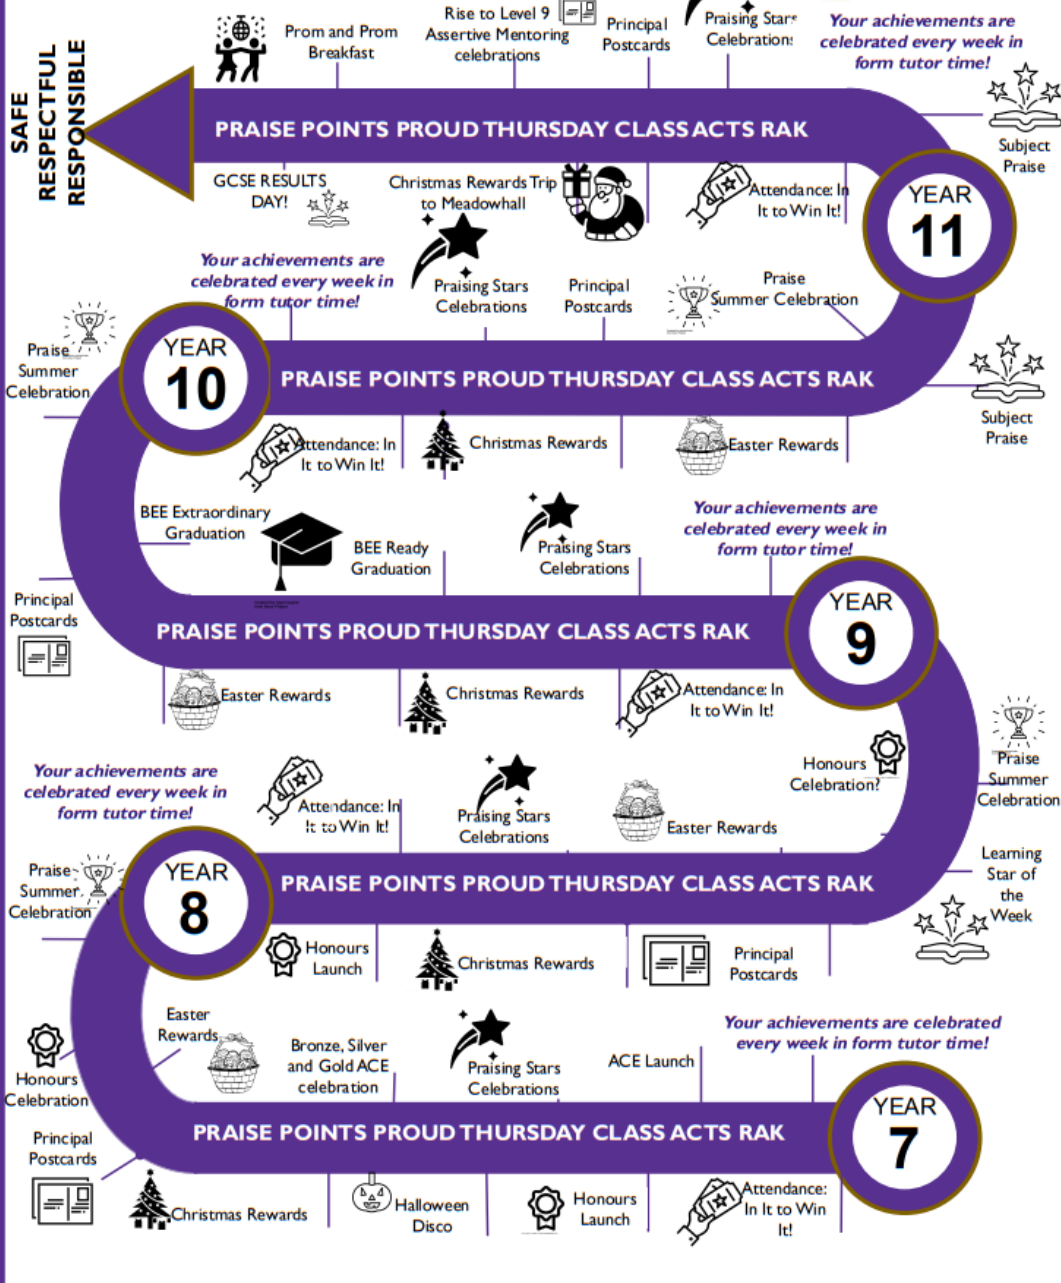 SAFE
RESPECTFUL
RESPONSIBLE
Prom and Prom
Breakfast
Rise to Level 9
Assertive Mentoring
celebrations
Principal
Postcards
Praising Stars
Celebrations
Your achievements are
celebrated every week in
form tutor time!
Subject
Praise
PRAISE POINTS PROUD THURSDAY CLASS ACTS RAK
YEAR
11
GCSE RESULTS
DAY!
Christmas Rewards Trip
to Meadowhall
Attendance: In
It to Win It!
Your achievements are
celebrated every week in
form tutor time!
Praising Stars
Celebrations
Principal
Postcards
Praise
Summer Celebration
Praise
Summer
Celebration
YEAR
10
PRAISE POINTS PROUD THURSDAY CLASS ACTS RAK
Subject
Praise
Attendance: In
It to Win It!
Christmas Rewards
Easter Rewards
BEE Extraordinary
Graduation
BEE Ready
Graduation
Praising Stars
Celebrations
Your achievements are
celebrated every week in
form tutor time!
Principal
Postcards
PRAISE POINTS PROUD THURSDAY CLASS ACTS RAK
YEAR
9
Easter Rewards
Christmas Rewards
Attendance: In
It to Win It!
Honours
Celebration?
Praise
Summer
Celebration
Your achievements are
celebrated every week in
form tutor time!
Attendance: In
It to Win It!
Praising Stars
Celebrations
Easter Rewards
Learning
Star of
the
Week
Praise
Summer
Celebration
YEAR
8
PRAISE POINTS PROUD THURSDAY CLASS ACTS RAK
Honours
Launch
Christmas Rewards
Principal
Postcards
Easter
Rewards
Honours
Celebration
Bronze, Silver
and Gold ACE
celebration
Praising Stars
Celebrations
ACE Launch
Your achievements are celebrated
every week in form tutor time!
Principal
Postcards
PRAISE POINTS PROUD THURSDAY CLASS ACTS RAK
YEAR
7
Christmas Rewards
Halloween
Disco
Honours
Launch
Attendance:
In It to Win
It!